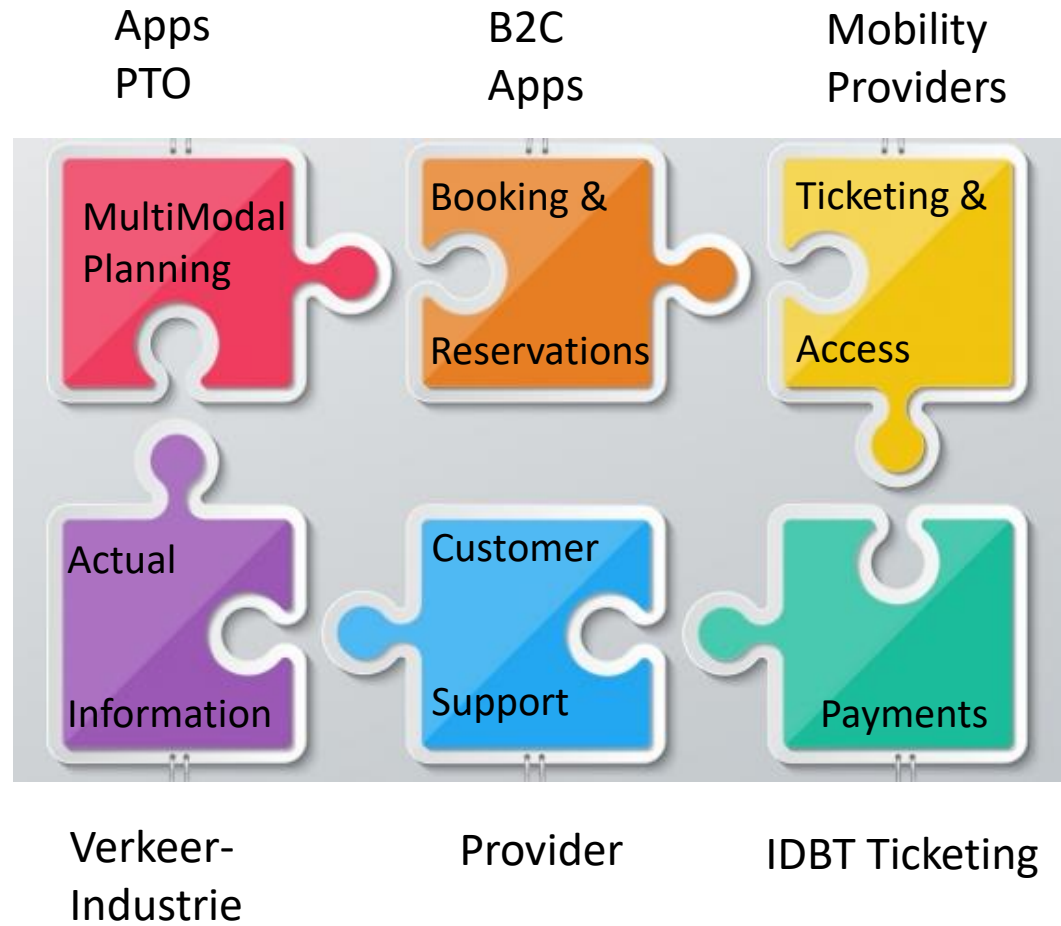 Apps
PTO
B2C
Apps
Mobility
Providers
MultiModal
Planning
Booking &
Reservations
Ticketing &
Access
Actual
Information
Customer
Support
Payments
Verkeer-
Industrie
Provider
IDBT Ticketing